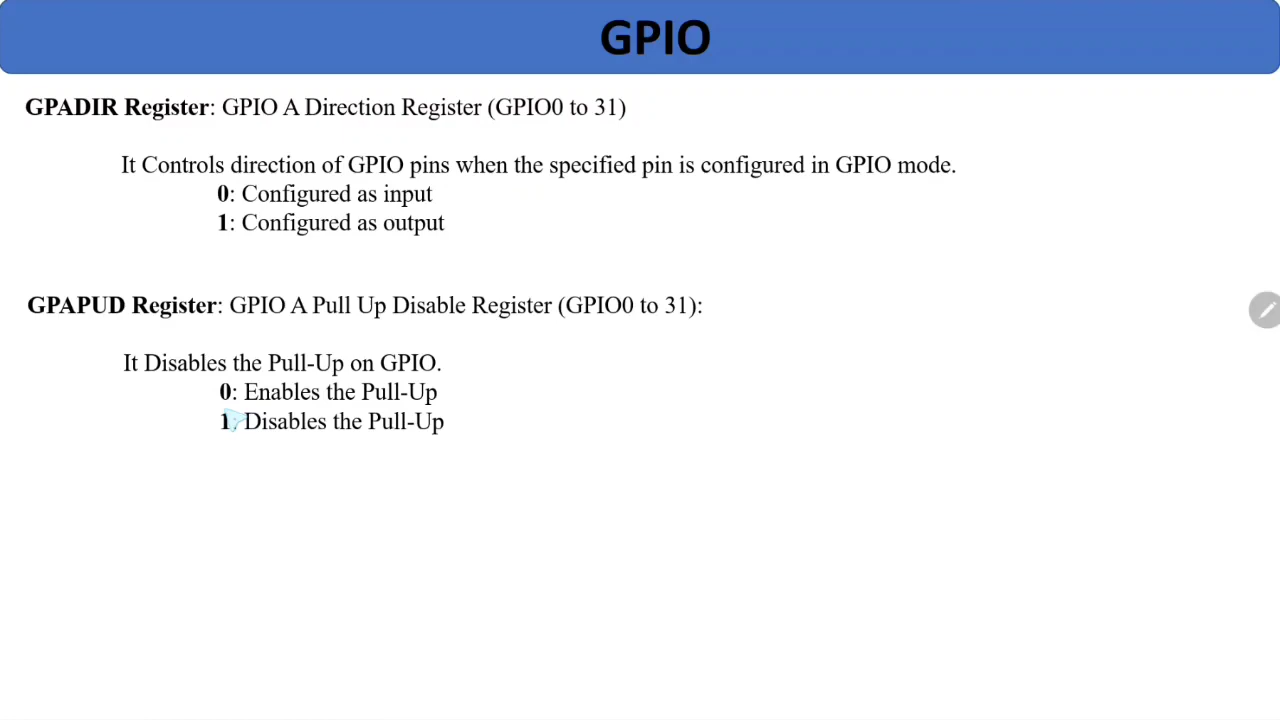 GPIO
GPADIR Register: GPIO A Direction Register (GPIO0 to 31)
It Controls direction of GPIO pins when the specified pin is configured in GPIO mode.
0: Configured as input
1: Configured as output
GPAPUD Register: GPIO A Pull Up Disable Register (GPIO0 to 31):
It Disables the Pull-Up on GPIO.
0: Enables the Pull-Up
1: Disables the Pull-Up